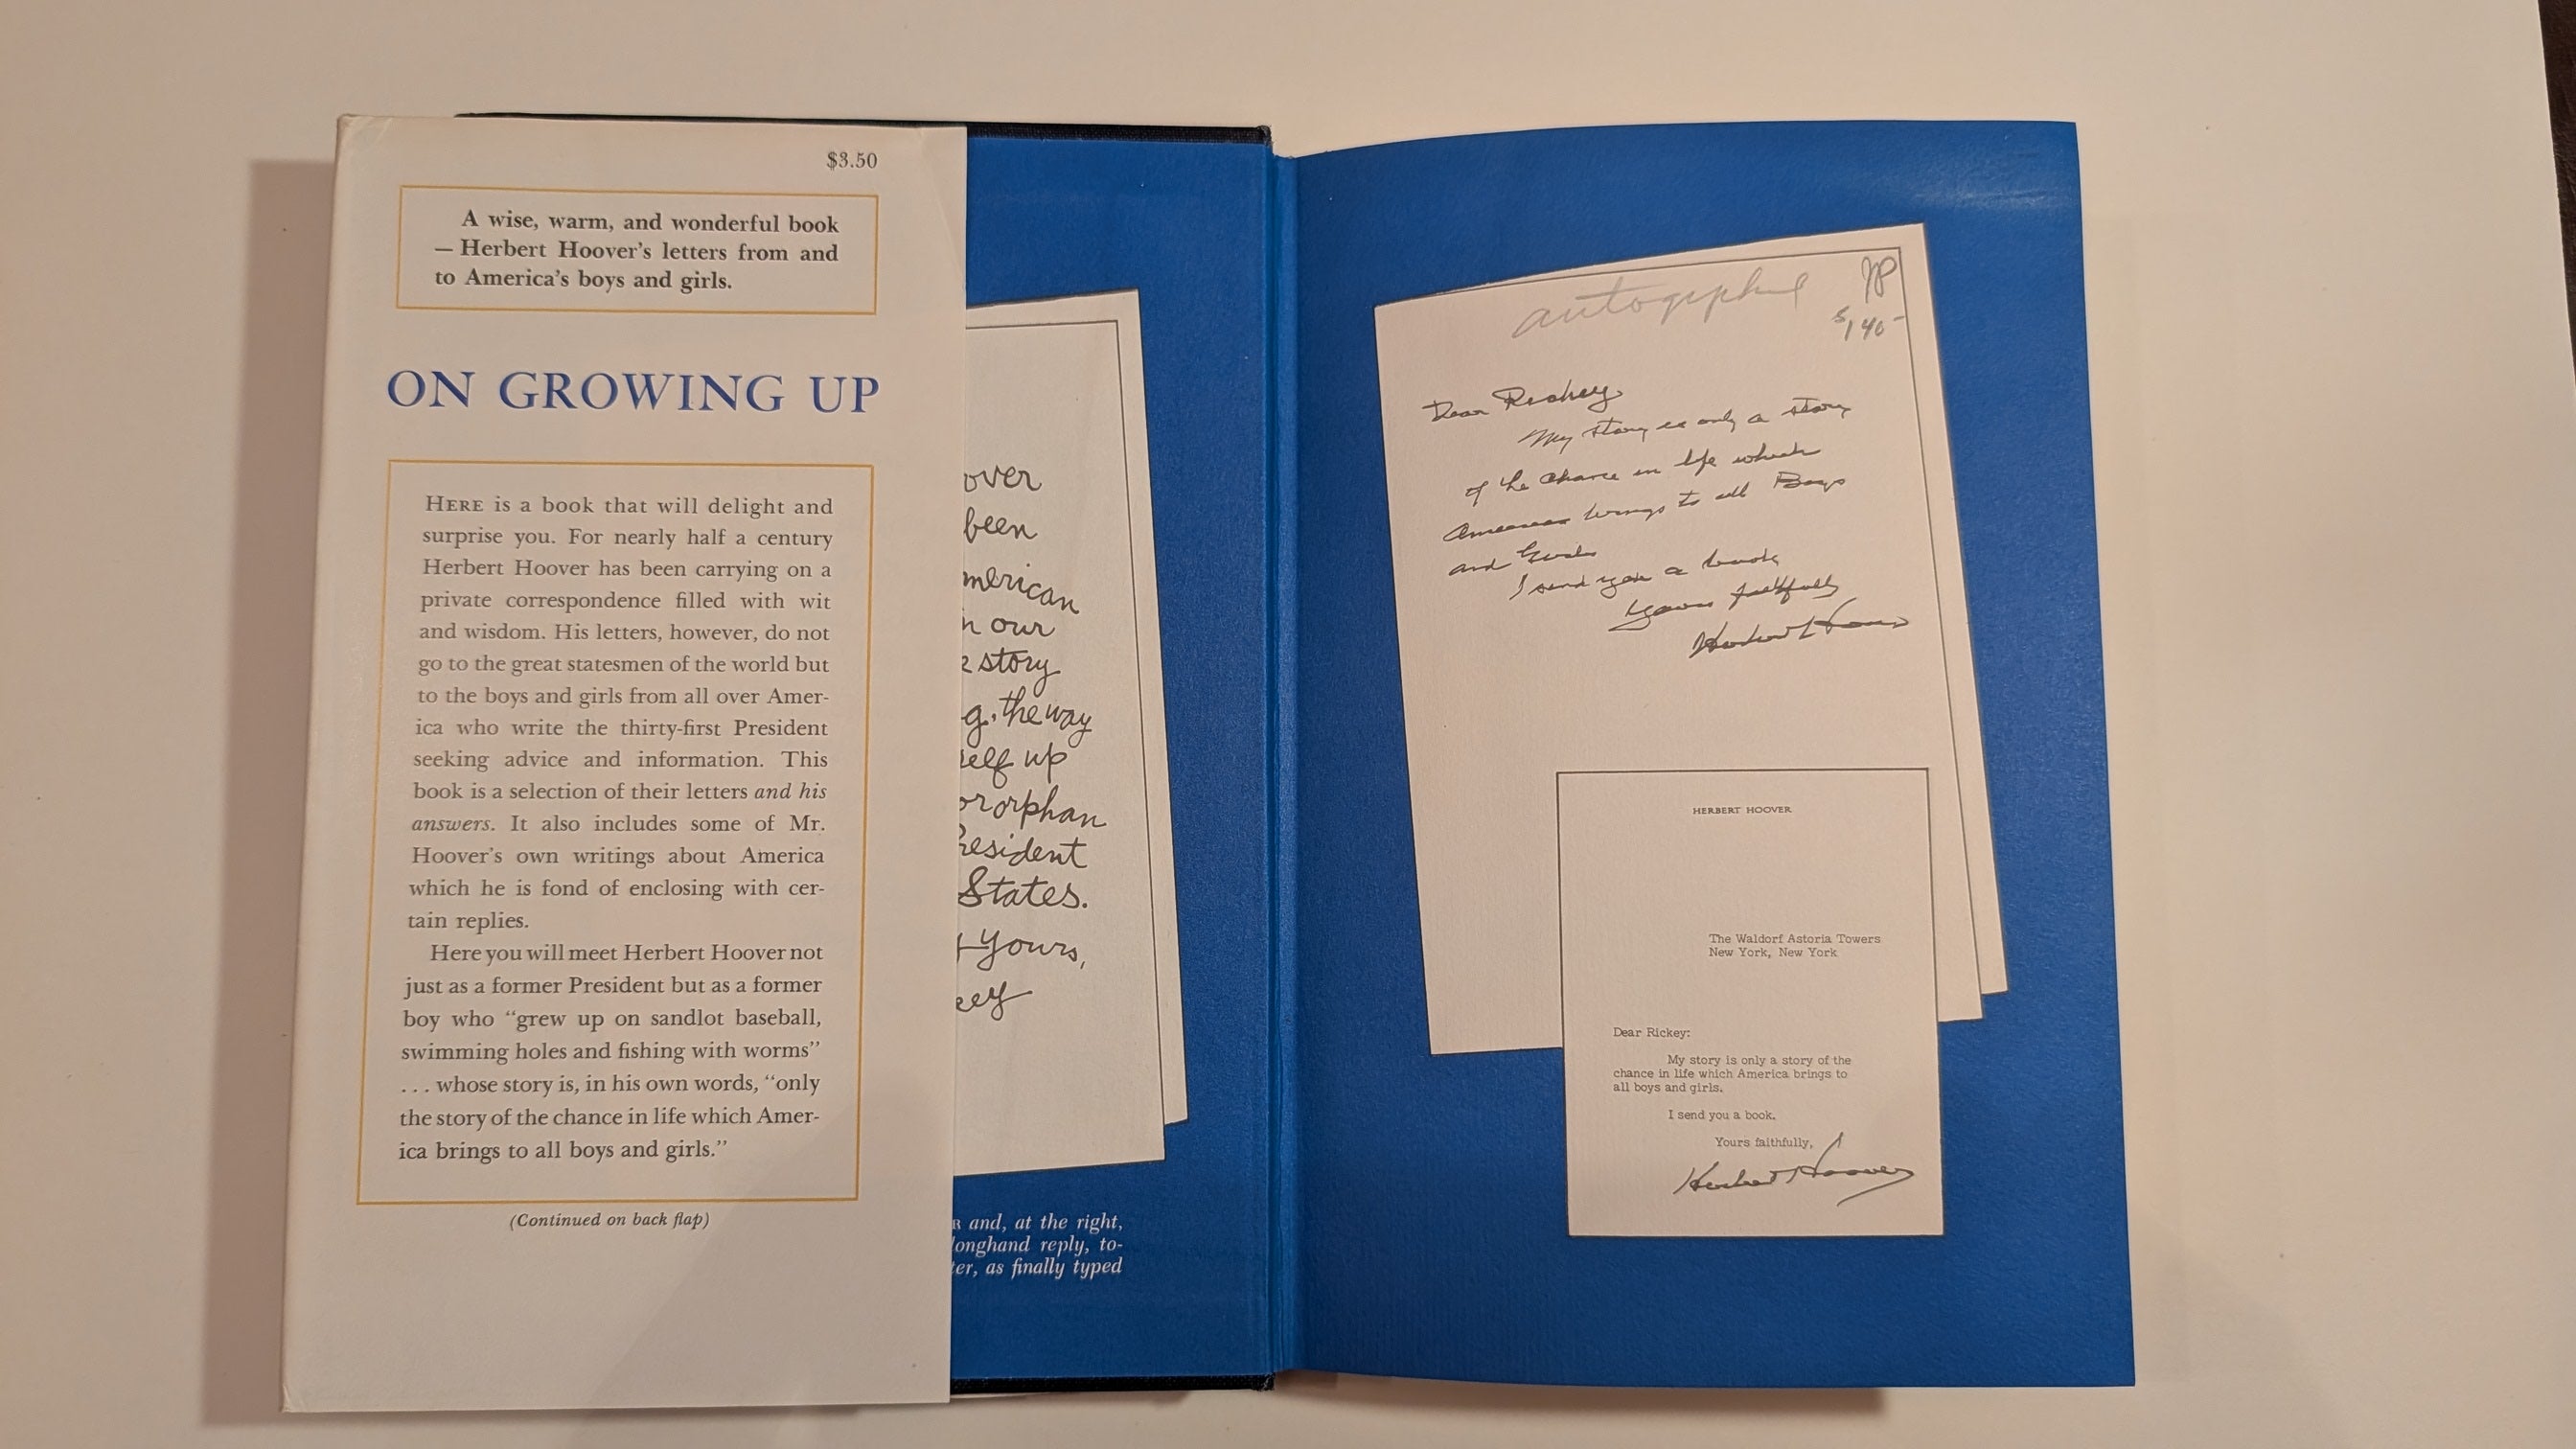 $3.50
A wise, warm, and wonderful book
— Herbert Hoover's letters from and
to America's boys and girls.
ON GROWING UP
HERE is a book that will delight and
surprise you. For nearly half a century
Herbert Hoover has been carrying on a
private correspondence filled with wit
and wisdom. His letters, however, do not
go to the great statesmen of the world but
to the boys and girls from all over Amer-
ica who write the thirty-first President
seeking advice and information. This
book is a selection of their letters and his
answers. It also includes some of Mr.
Hoover's own writings about America
which he is fond of enclosing with cer-
tain replies.
Here you will meet Herbert Hoover not
just as a former President but as a former
boy who "grew up on sandlot baseball,
swimming holes and fishing with worms"
. . . whose story is, in his own words, "only
the story of the chance in life which Amer-
ica brings to all boys and girls."
(Continued on back flap)
over
been
merican
n our
e story
g. the way
self up
or orphan
President
States.
t yours,
key
R and, at the right,
longhand reply, to-
ter, as finally typed
autographed
JP
$140-
Dear Rickey
My story is only a story
of the chance in life which
America brings to all Boys
and Girls
I send you a book
Yours faithfully
Herbert Hoover
HERBERT HOOVER
The Waldorf Astoria Towers
New York, New York
Dear Rickey:
My story is only a story of the
chance in life which America brings to
all boys and girls.
I send you a book.
Yours faithfully,
Herbert Hoover